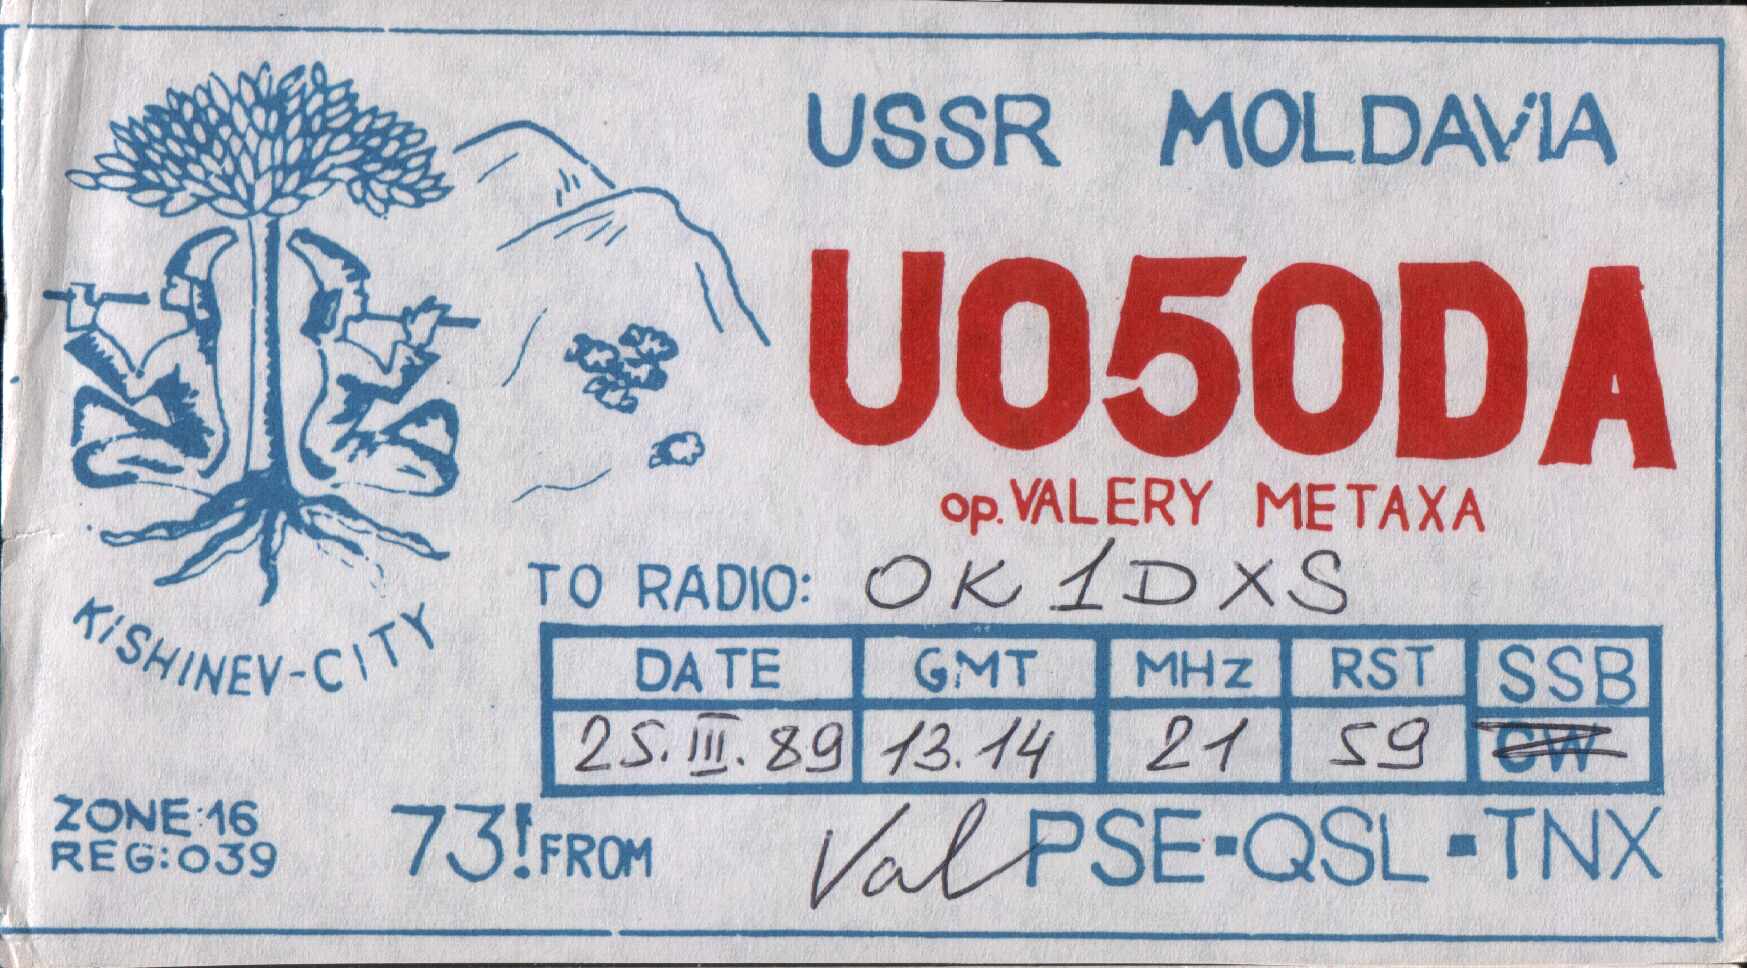 USSR MOLDAVIA
UO5ODA
op. VALERY METAXA
TO RADIO: OK1DXS
DATE GMT MHz RST SSB
25.III.89 13.14 21 59 CW
KiSHINEV-CITY
ZONE:16
REG:039
73! FROM Val PSE-QSL-TNX